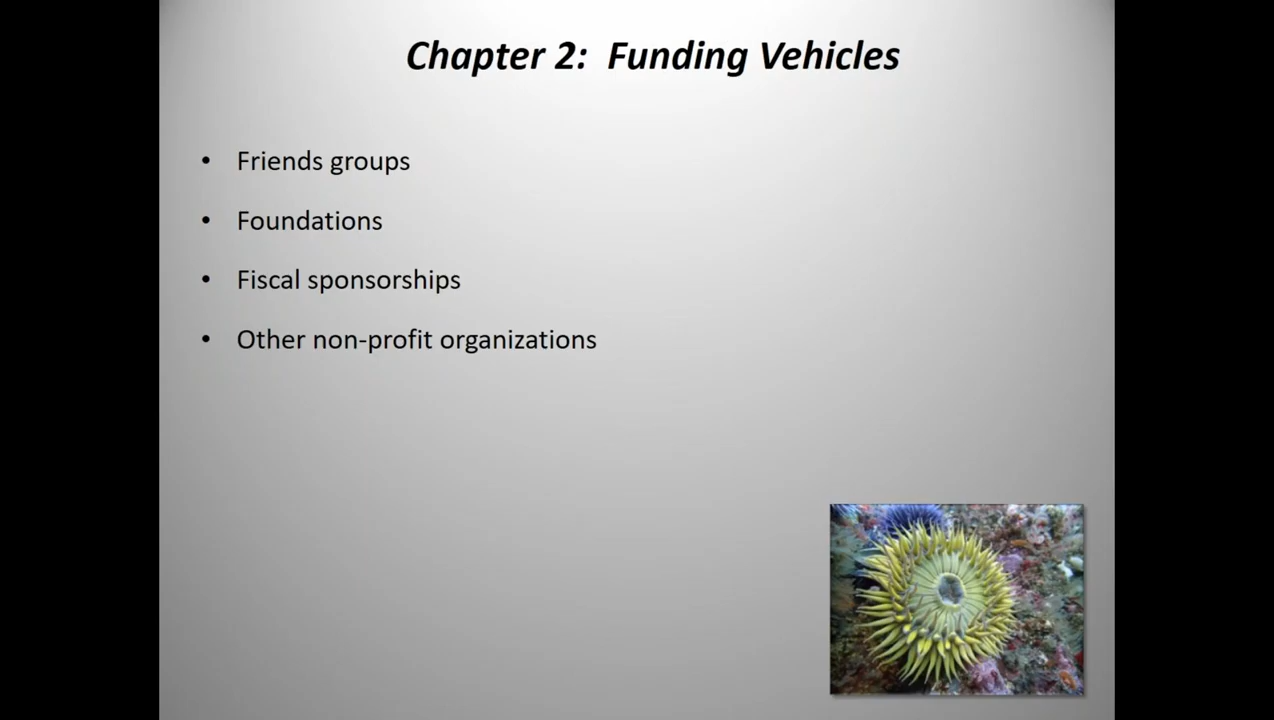 Chapter 2: Funding Vehicles
• Friends groups
• Foundations
• Fiscal sponsorships
• Other non-profit organizations